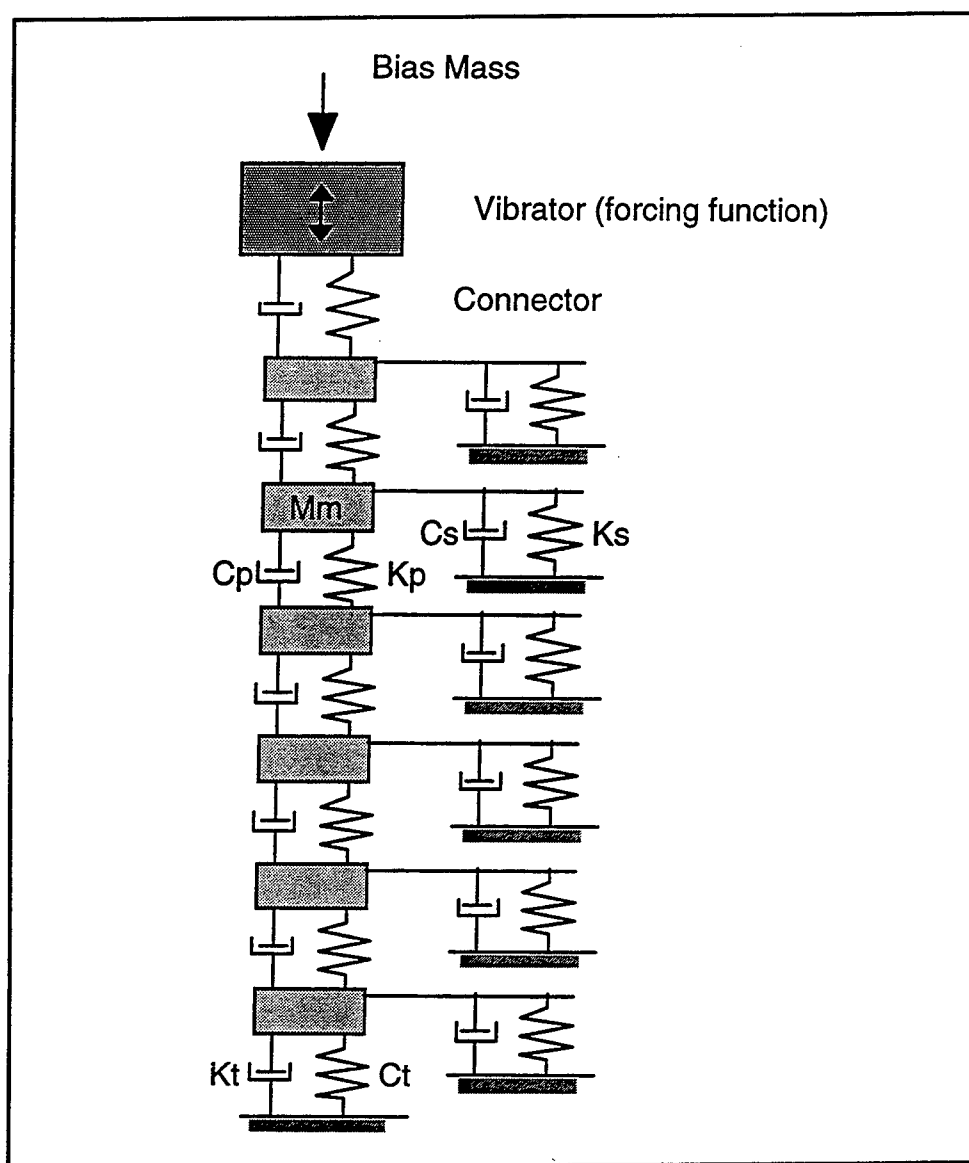 Bias Mass
Vibrator (forcing function)
Connector
Mm
Cs
Ks
Cp
Kp
Kt
Ct